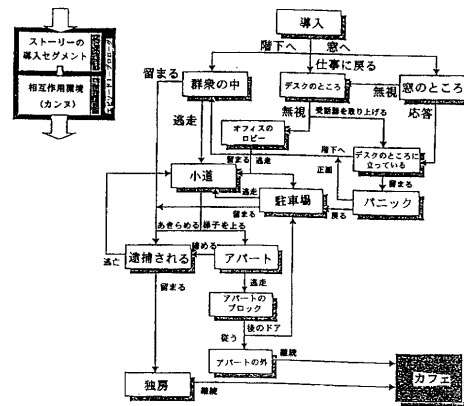 導入
ストーリーの
導入セグメント
相互作用環境
(カンヌ)
階下へ
窓へ
仕事に戻る
留まる
群衆の中
デスクのところ
窓のところ
無視
無視
受話器を取り上げる
応答
逃走
オフィスの
ロビー
留まる
逃走
階下へ
デスクのところに
立っている
正面
留まる
小道
逃走
駐車場
パニック
留まる
戻る
あきらめる
梯子を上る
逮捕される
諦める
アパート
逃亡
逃走
留まる
アパートの
ブロック
従う
後のドア
アパートの外
継続
カフェ
独房
継続